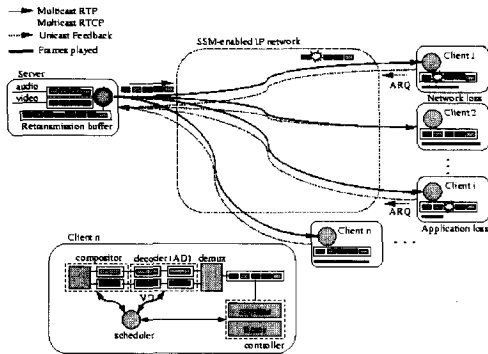 Multicast RTP
Multicast RTCP
Unicast Feedback
Frames played
SSM-enabled IP network
Server
audio
video
Retransmission buffer
Client 1
ARQ
Network loss
Client 2
Client i
ARQ
Application loss
Client n
Client n
compositor
decoder (AD)
demux
VD
scheduler
controller